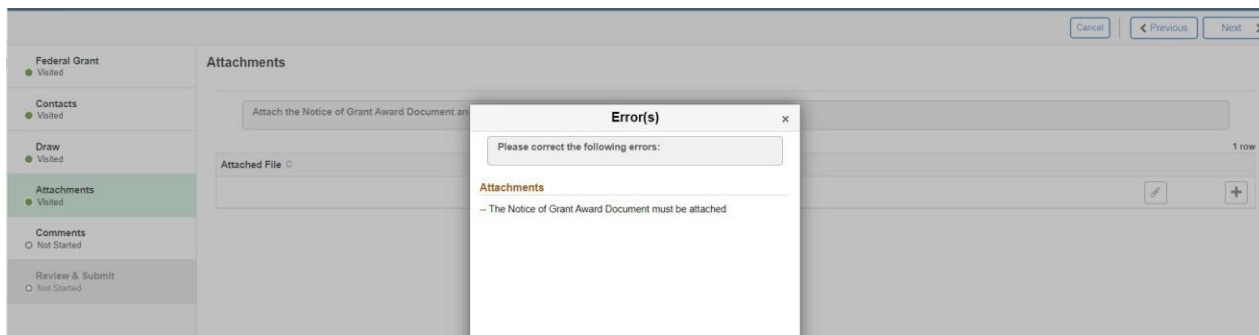 Cancel
Previous
Next
Federal Grant
Visited
Attachments
Contacts
Visited
Attach the Notice of Grant Award Document an
Error(s)
×
Draw
Visited
Please correct the following errors:
1 row
Attached File
Attachments
Visited
Attachments
– The Notice of Grant Award Document must be attached
Comments
Not Started
Review & Submit
Not Started